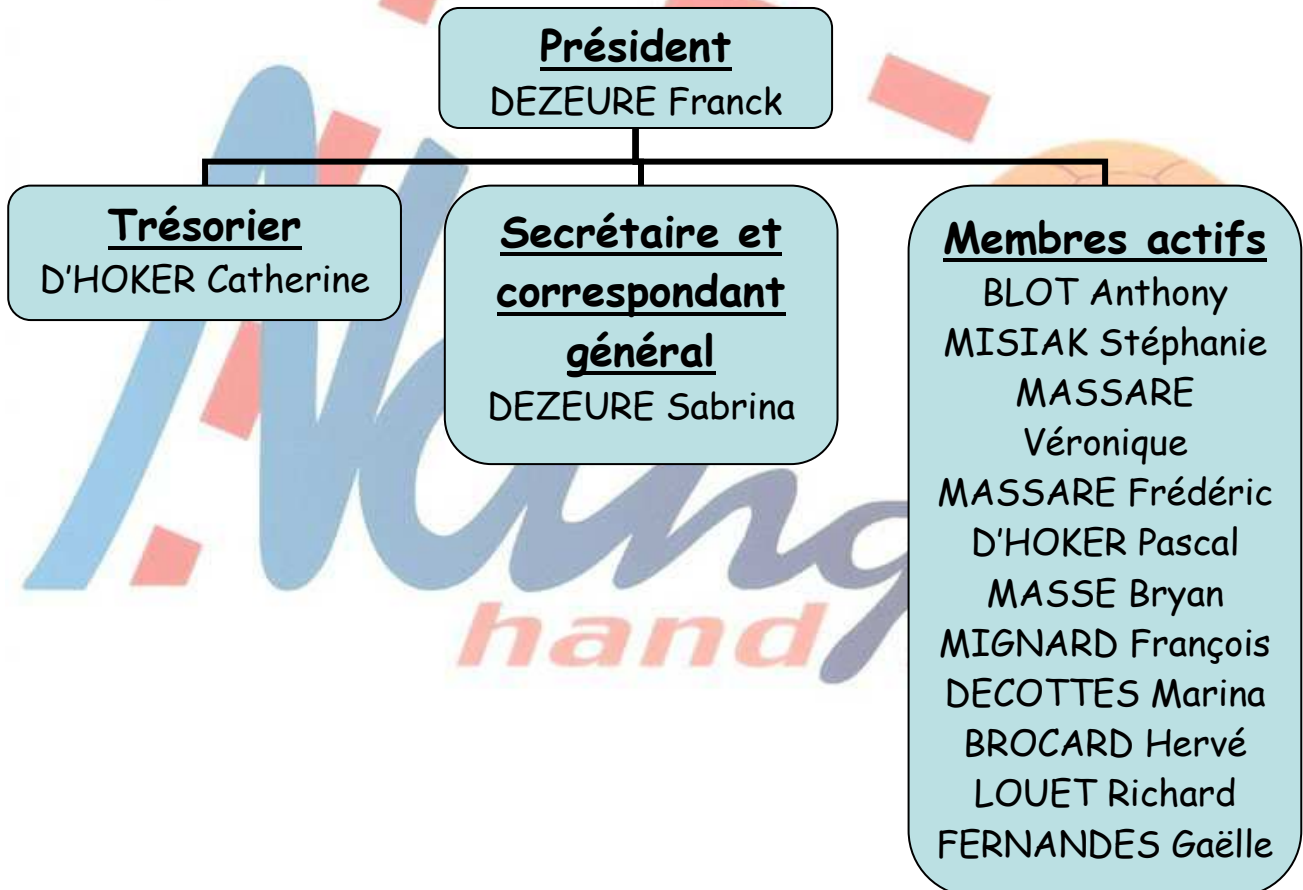 Président
DEZEURE Franck
Trésorier
D'HOKER Catherine
Secrétaire et
correspondant
général
DEZEURE Sabrina
Membres actifs
BLOT Anthony
MISIAK Stéphanie
MASSARE
Véronique
MASSARE Frédéric
D'HOKER Pascal
MASSE Bryan
MIGNARD François
DECOTTES Marina
BROCARD Hervé
LOUET Richard
FERNANDES Gaëlle
hand